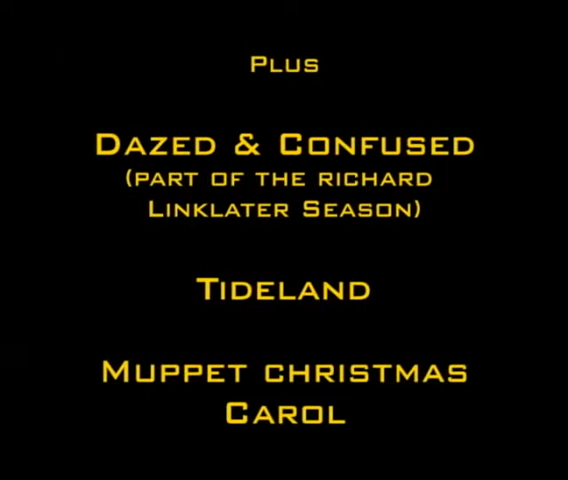 Plus
Dazed & Confused
(part of the Richard
Linklater Season)
Tideland
Muppet Christmas
Carol